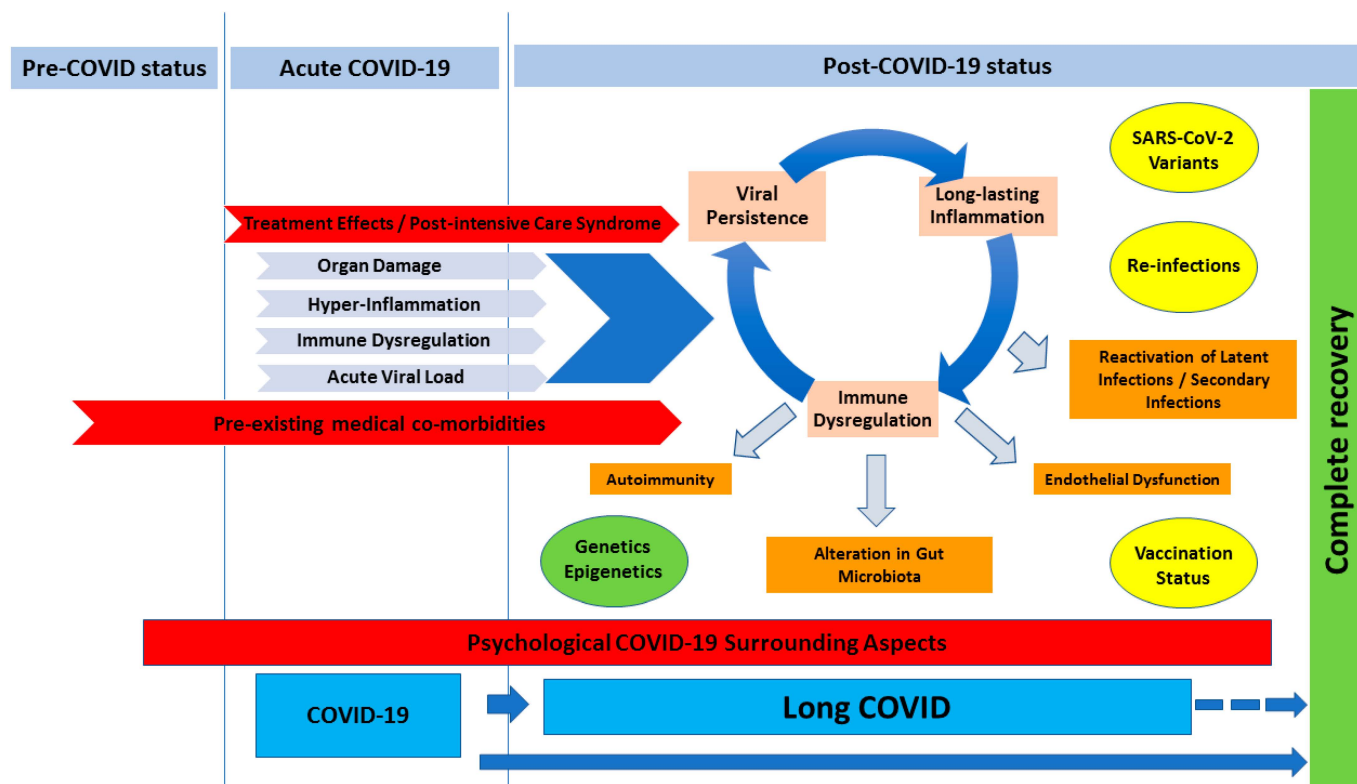 Pre-COVID status
Acute COVID-19
Post-COVID-19 status
SARS-CoV-2
Variants
Viral
Persistence
Long-lasting
Inflammation
Treatment Effects / Post-intensive Care Syndrome
Organ Damage
Hyper-Inflammation
Immune Dysregulation
Acute Viral Load
Pre-existing medical co-morbidities
Re-infections
Reactivation of Latent
Infections / Secondary
Infections
Immune
Dysregulation
Autoimmunity
Endothelial Dysfunction
Genetics
Epigenetics
Alteration in Gut
Microbiota
Vaccination
Status
Complete recovery
Psychological COVID-19 Surrounding Aspects
COVID-19
Long COVID